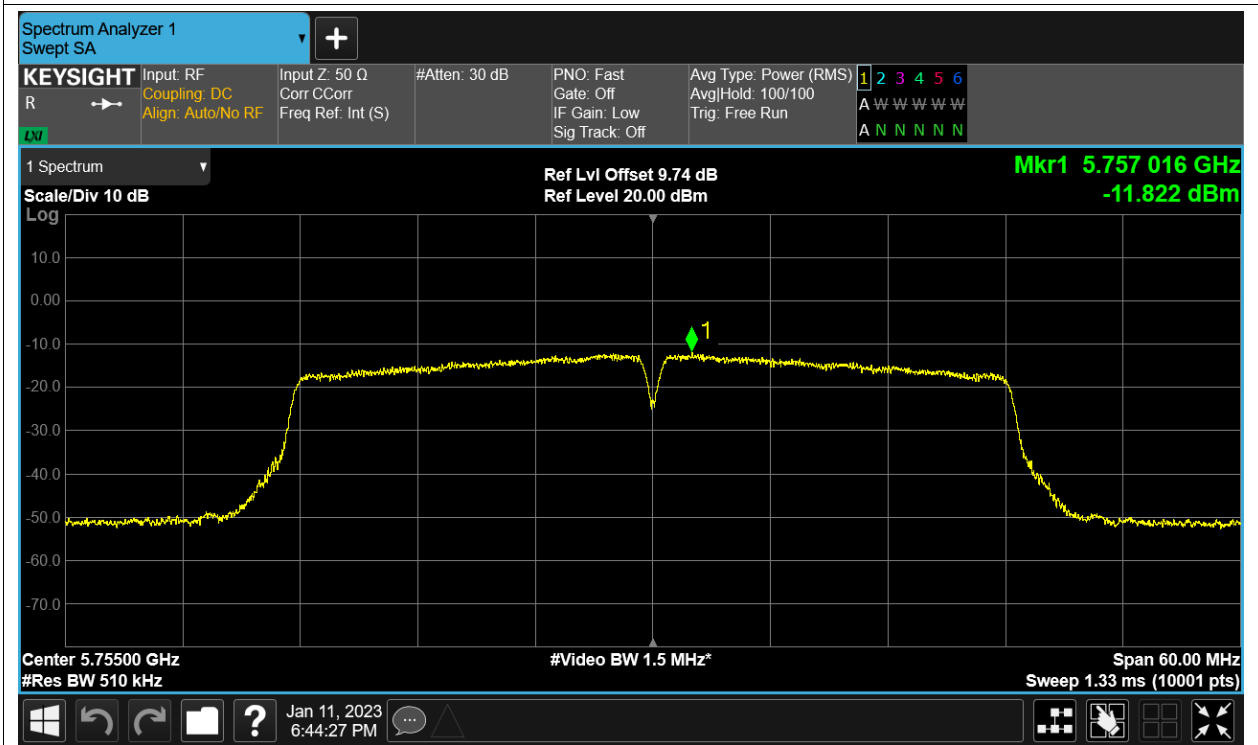 Spectrum Analyzer 1
Swept SA
KEYSIGHT
R
LXI
Input: RF
Coupling: DC
Align: Auto/No RF
Input Z: 50 Ω
Corr CCorr
Freq Ref: Int (S)
#Atten: 30 dB
PNO: Fast
Gate: Off
IF Gain: Low
Sig Track: Off
Avg Type: Power (RMS)
Avg|Hold: 100/100
Trig: Free Run
1 2 3 4 5 6
A W W W W W
A N N N N N
1 Spectrum
Scale/Div 10 dB
Log
Ref Lvl Offset 9.74 dB
Ref Level 20.00 dBm
Mkr1 5.757 016 GHz
-11.822 dBm
10.0
0.00
-10.0
-20.0
-30.0
-40.0
-50.0
-60.0
-70.0
1
Center 5.75500 GHz
#Res BW 510 kHz
#Video BW 1.5 MHz*
Span 60.00 MHz
Sweep 1.33 ms (10001 pts)
?
Jan 11, 2023
6:44:27 PM